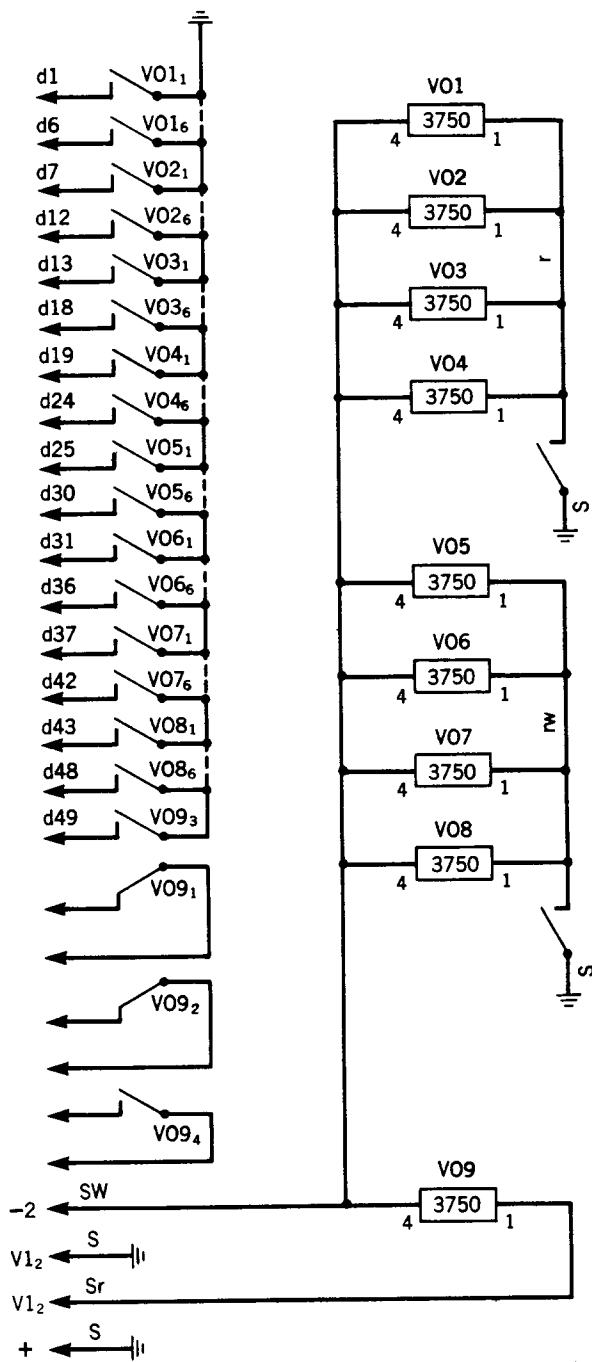 d1 VO1₁
d6 VO1₆
d7 VO2₁
d12 VO2₆
d13 VO3₁
d18 VO3₆
d19 VO4₁
d24 VO4₆
d25 VO5₁
d30 VO5₆
d31 VO6₁
d36 VO6₆
d37 VO7₁
d42 VO7₆
d43 VO8₁
d48 VO8₆
d49 VO9₃
VO9₁
VO9₂
VO9₄
-2 SW
V1₂ S
V1₂ Sr
+ S
VO1
4 3750 1
VO2
4 3750 1
r
VO3
4 3750 1
VO4
4 3750 1
S
VO5
4 3750 1
VO6
4 3750 1
rw
VO7
4 3750 1
VO8
4 3750 1
S
VO9
4 3750 1